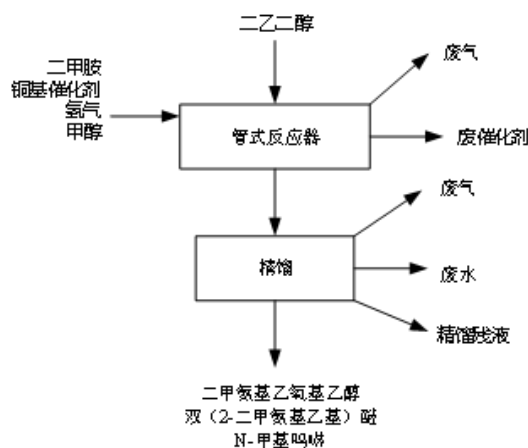 二乙二醇
废气
二甲胺
铜基催化剂
氢气
甲醇
管式反应器
废催化剂
废气
精馏
废水
精馏残液
二甲氨基乙氧基乙醇
双（2-二甲氨基乙基）醚
N-甲基吗啉